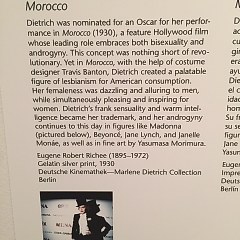 Morocco
Dietrich was nominated for an Oscar for her perfor-
mance in Morocco (1930), a feature Hollywood film
whose leading role embraces both bisexuality and
androgyny. This concept was nothing short of revo-
lutionary. Yet in Morocco, with the help of costume
designer Travis Banton, Dietrich created a palatable
figure of lesbianism for American consumption.
Her femaleness was dazzling and alluring to men,
while simultaneously pleasing and inspiring for
women. Dietrich's frank sensuality and warm intel-
ligence became her trademark, and her androgyny
continues to this day in figures like Madonna
(pictured below), Beyoncé, Jane Lynch, and Janelle
Monáe, as well as in fine art by Yasumasa Morimura.
Eugene Robert Richee (1895–1972)
Gelatin silver print, 1930
Deutsche Kinemathek—Marlene Dietrich Collection
Berlin